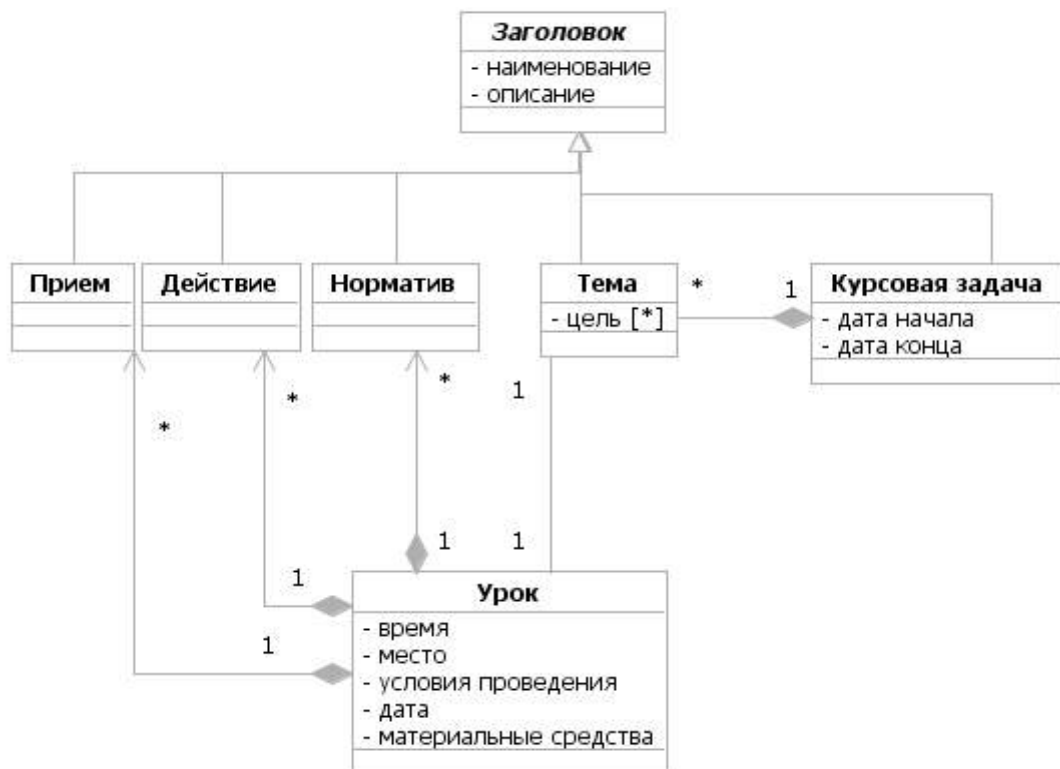 Заголовок
- наименование
- описание
Прием
Действие
Норматив
Тема
- цель [*]
*
1
Курсовая задача
- дата начала
- дата конца
*
*
*
1
1
1
1
1
Урок
- время
- место
- условия проведения
- дата
- материальные средства